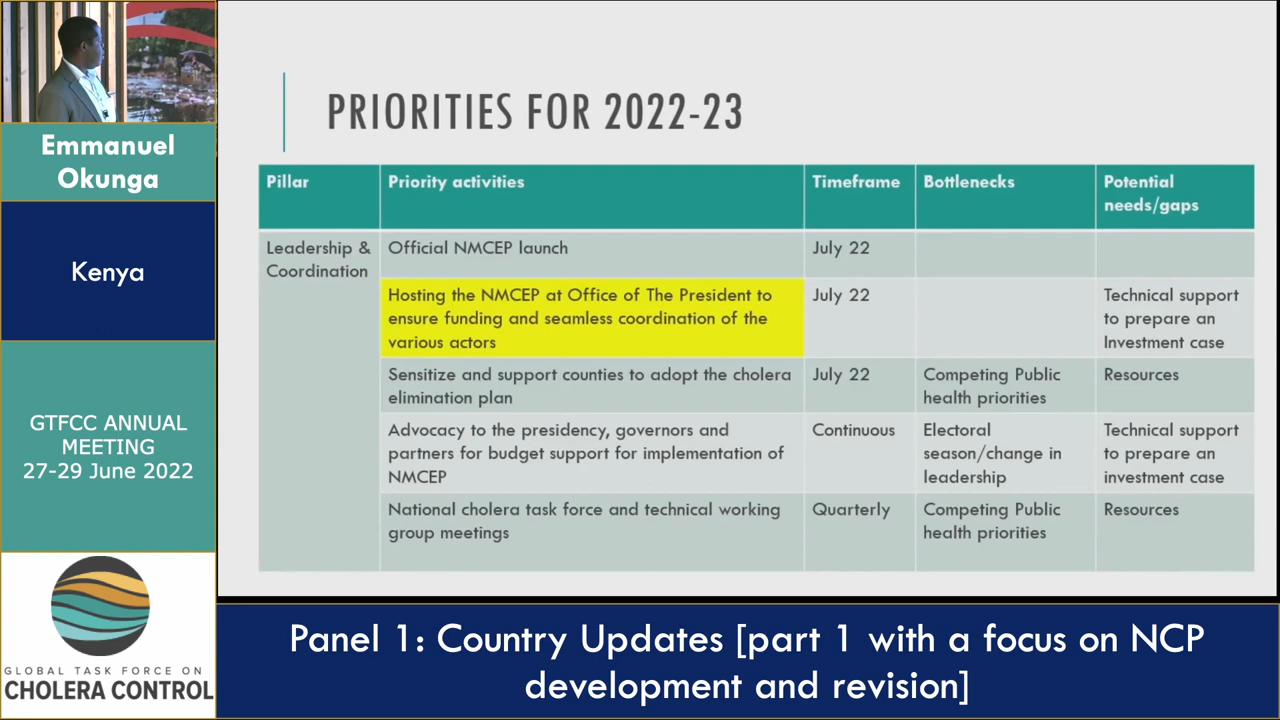 Emmanuel
Okunga
Kenya
GTFCC ANNUAL
MEETING
27-29 June 2022
GLOBAL TASK FORCE ON
CHOLERA CONTROL
PRIORITIES FOR 2022-23
Pillar
Priority activities
Timeframe
Bottlenecks
Potential
needs/gaps
Leadership &
Coordination
Official NMCEP launch
July 22
Hosting the NMCEP at Office of The President to
ensure funding and seamless coordination of the
various actors
July 22
Technical support
to prepare an
Investment case
Sensitize and support counties to adopt the cholera
elimination plan
July 22
Competing Public
health priorities
Resources
Advocacy to the presidency, governors and
partners for budget support for implementation of
NMCEP
Continuous
Electoral
season/change in
leadership
Technical support
to prepare an
investment case
National cholera task force and technical working
group meetings
Quarterly
Competing Public
health priorities
Resources
Panel 1: Country Updates [part 1 with a focus on NCP
development and revision]